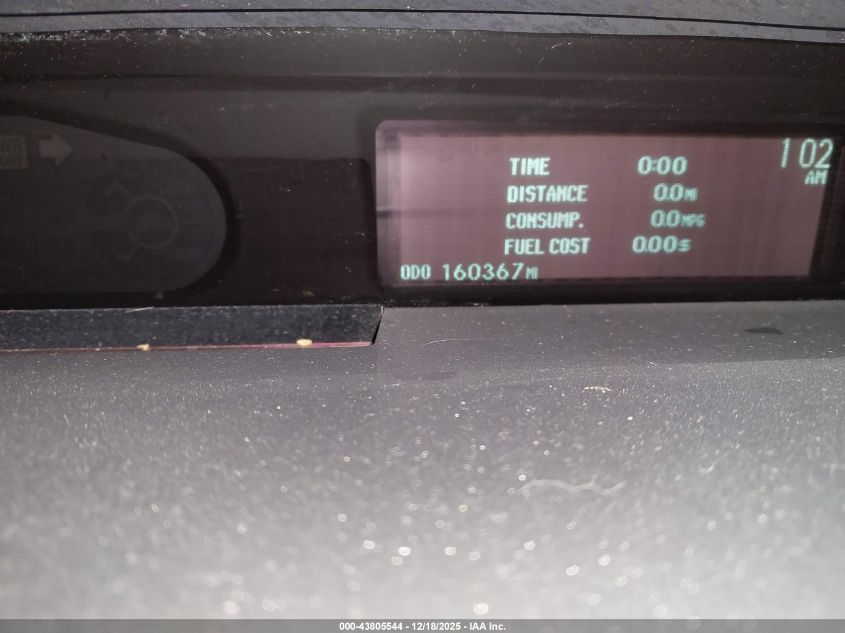 1 02
AM
TIME 0:00
DISTANCE 0.0 MI
CONSUMP. 0.0 MPG
FUEL COST 0.00 $
ODO 160367 MI
000-43805544 - 12/18/2025 - IAA Inc.